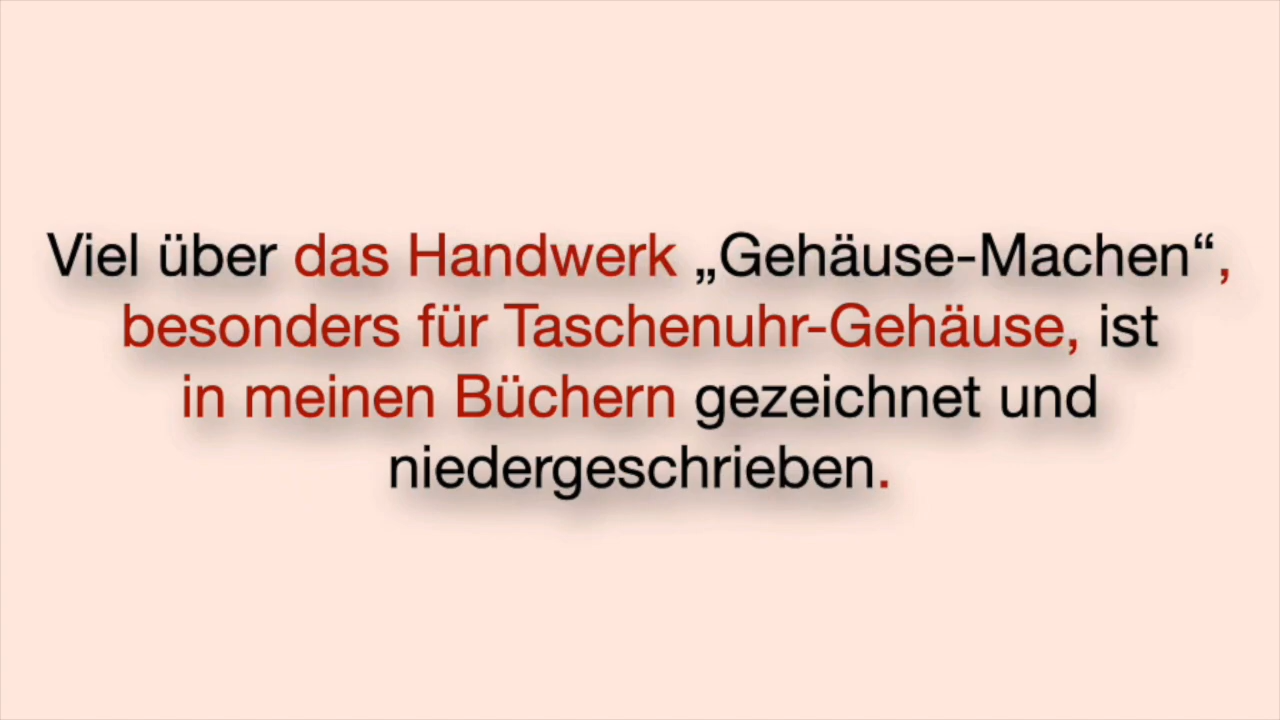 Viel über das Handwerk „Gehäuse-Machen“,
besonders für Taschenuhr-Gehäuse, ist
in meinen Büchern gezeichnet und
niedergeschrieben.